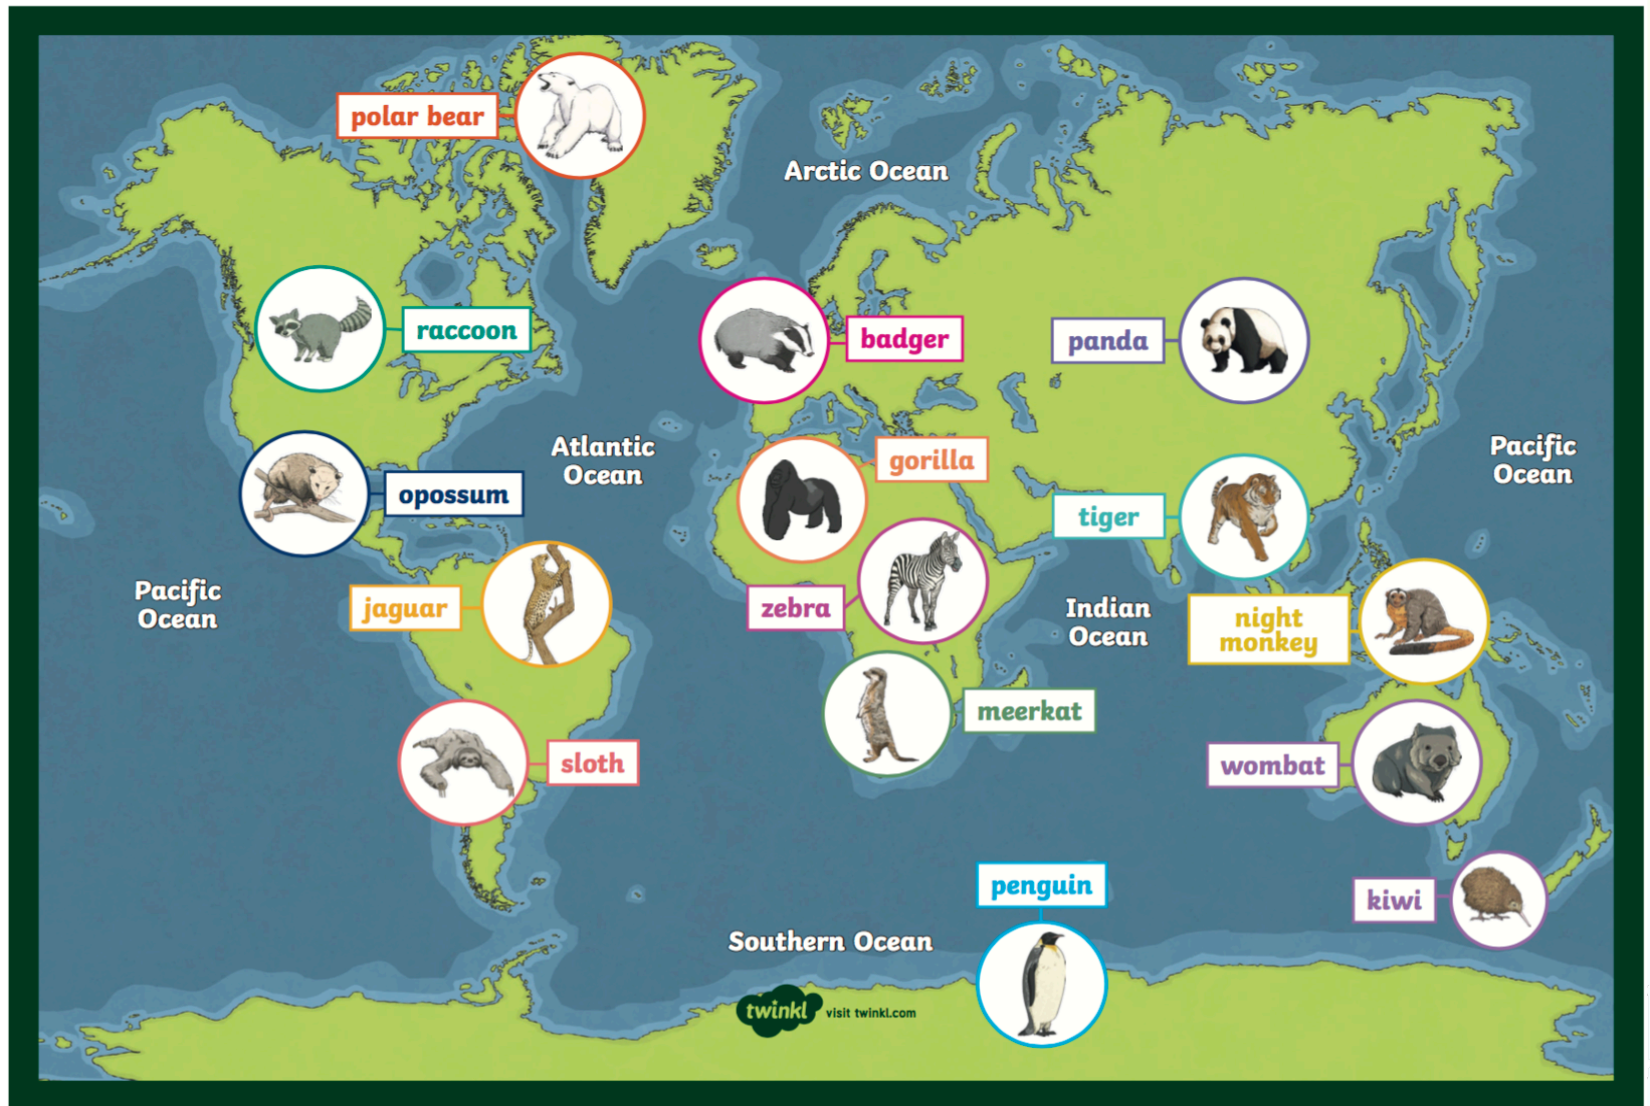 polar bear
Arctic Ocean
raccoon
badger
panda
Atlantic
Ocean
gorilla
Pacific
Ocean
opossum
tiger
Pacific
Ocean
jaguar
zebra
Indian
Ocean
night
monkey
meerkat
sloth
wombat
penguin
kiwi
Southern Ocean
twinkl visit twinkl.com